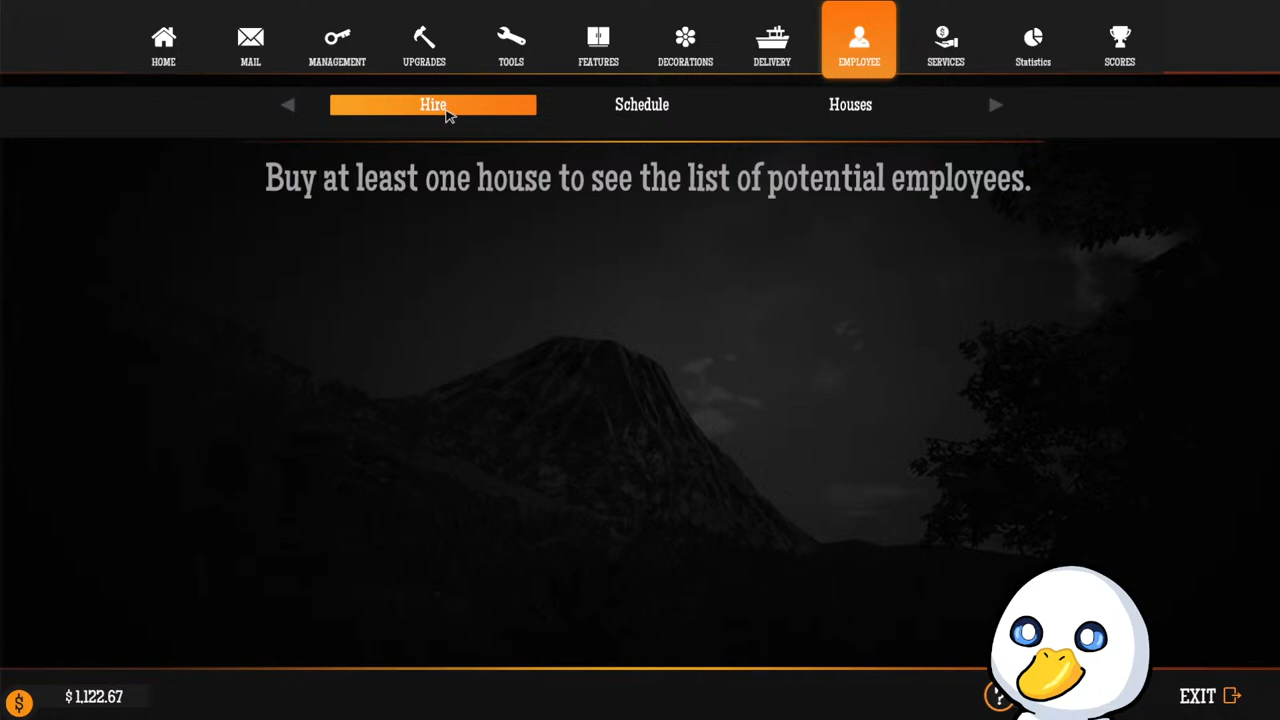 HOME
MAIL
MANAGEMENT
UPGRADES
TOOLS
FEATURES
DECORATIONS
DELIVERY
EMPLOYEE
SERVICES
Statistics
SCORES
Hire
Schedule
Houses
Buy at least one house to see the list of potential employees.
$
$ 1,122.67
?
EXIT